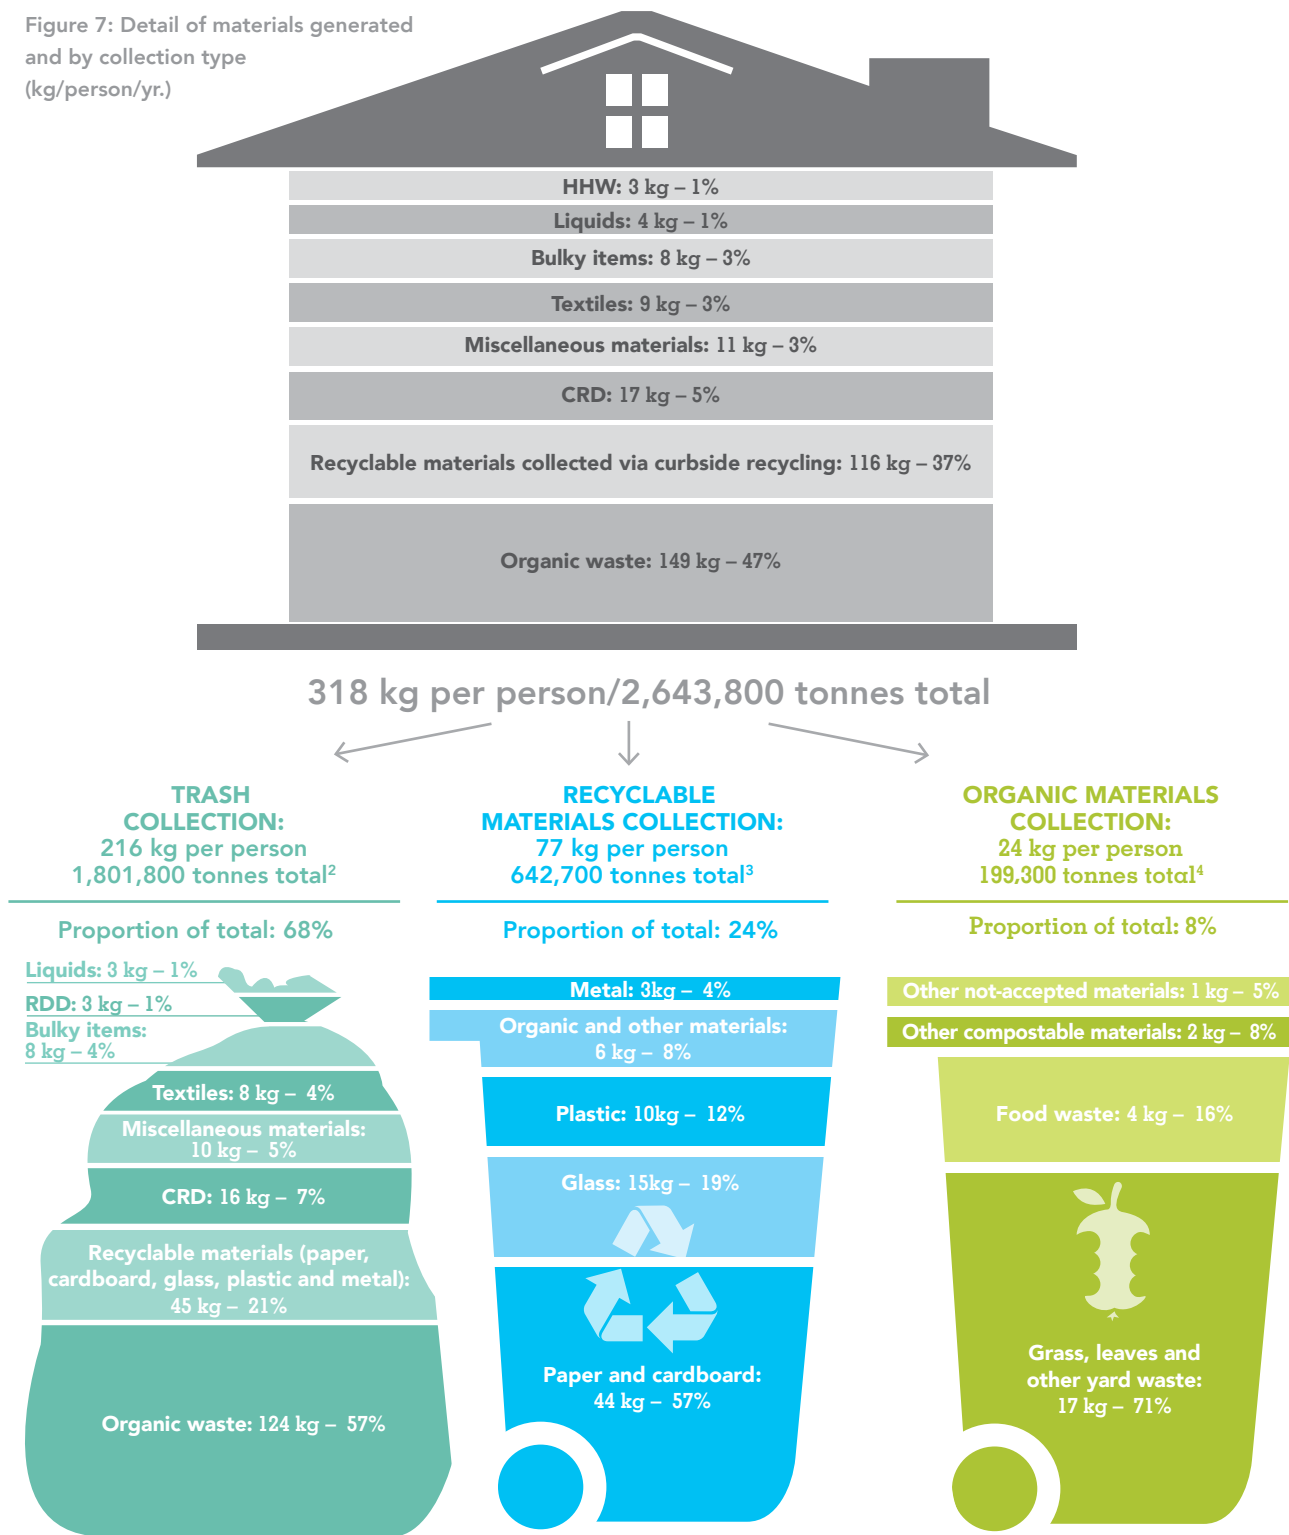 Figure 7: Detail of materials generated
and by collection type
(kg/person/yr.)
HHW: 3 kg – 1%
Liquids: 4 kg – 1%
Bulky items: 8 kg – 3%
Textiles: 9 kg – 3%
Miscellaneous materials: 11 kg – 3%
CRD: 17 kg – 5%
Recyclable materials collected via curbside recycling: 116 kg – 37%
Organic waste: 149 kg – 47%
318 kg per person/2,643,800 tonnes total
TRASH
COLLECTION:
216 kg per person
1,801,800 tonnes total²
Proportion of total: 68%
Liquids: 3 kg – 1%
RDD: 3 kg – 1%
Bulky items:
8 kg – 4%
Textiles: 8 kg – 4%
Miscellaneous materials:
10 kg – 5%
CRD: 16 kg – 7%
Recyclable materials (paper,
cardboard, glass, plastic and metal):
45 kg – 21%
Organic waste: 124 kg – 57%
RECYCLABLE
MATERIALS COLLECTION:
77 kg per person
642,700 tonnes total³
Proportion of total: 24%
Metal: 3kg – 4%
Organic and other materials:
6 kg – 8%
Plastic: 10kg – 12%
Glass: 15kg – 19%
Paper and cardboard:
44 kg – 57%
ORGANIC MATERIALS
COLLECTION:
24 kg per person
199,300 tonnes total⁴
Proportion of total: 8%
Other not-accepted materials: 1 kg – 5%
Other compostable materials: 2 kg – 8%
Food waste: 4 kg – 16%
Grass, leaves and
other yard waste:
17 kg – 71%